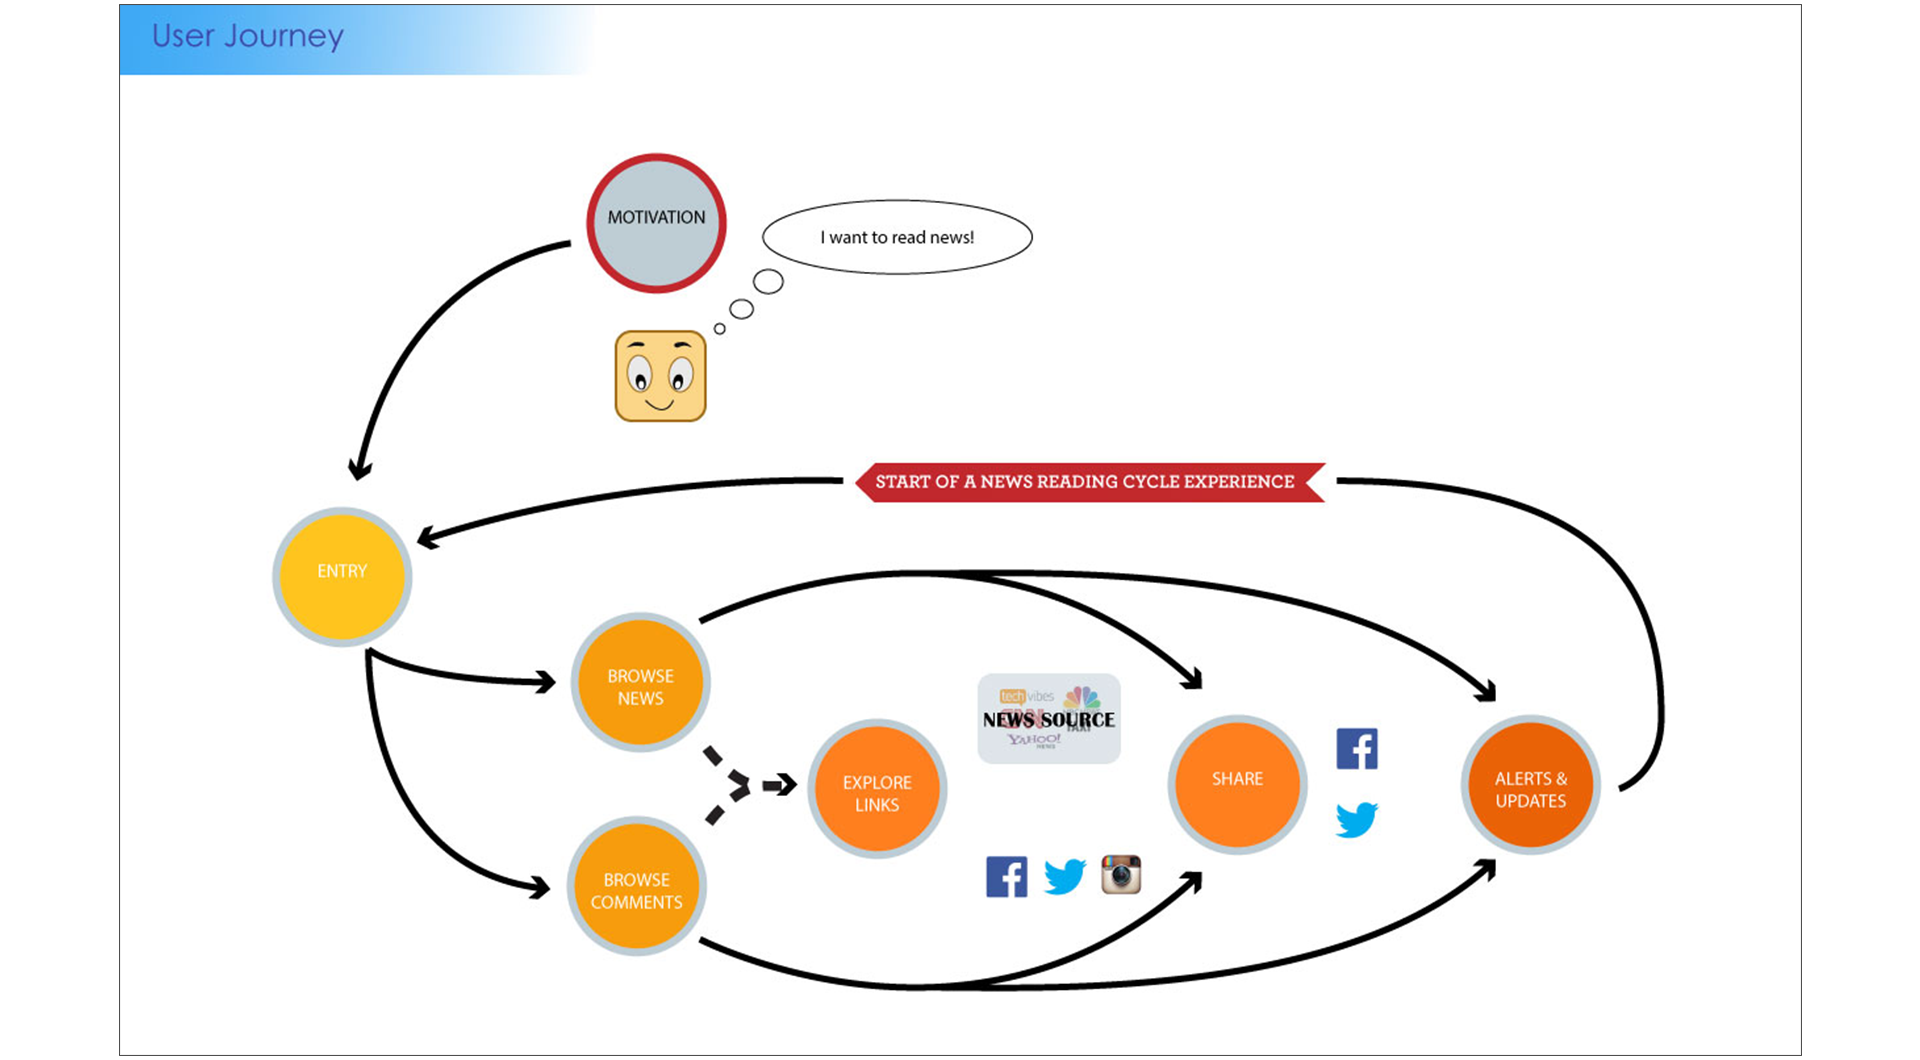 User Journey
MOTIVATION
I want to read news!
START OF A NEWS READING CYCLE EXPERIENCE
ENTRY
BROWSE
NEWS
EXPLORE
LINKS
techvibes
CNN
NEWS SOURCE
YAHOO!
NEWS
SHARE
ALERTS &
UPDATES
BROWSE
COMMENTS